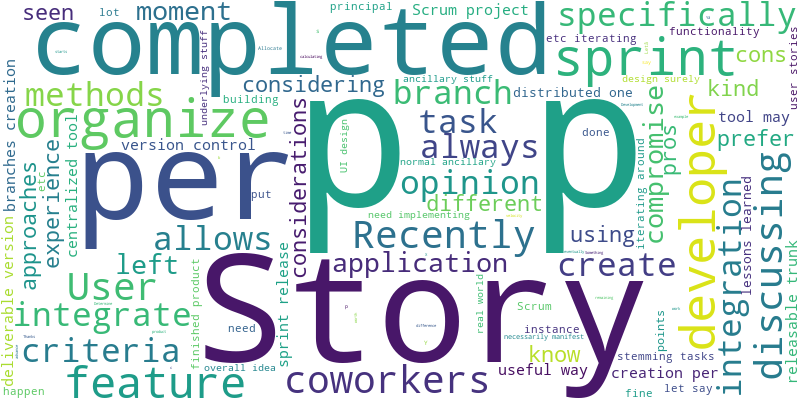 seen
lot
moment
principal
Scrum project
specifically
completed
etc iterating
functionality
sprint
cons
considering
ancillary stuff
Allocate
design surely
underlying stuff
user stories
methods
building
branch
distributed one
kind
organize
p
p
per
task
done
tool may
version control
always
prefer
branches creation
centralized tool
considerations
UI design
normal ancillary
compromise
pros
iterating around
developer
approaches
etc
experience
put
opinion
different
need implementing
integration
lessons learned
discussing
allows
Recently
using
deliverable version
left
Story
application
create
User
sprint release
real world
releasable trunk
integrate
need
Scrum
instance
know
points
criteria
finished product
difference
necessarily manifest
stemming tasks
overall idea
useful way
creation per
happen
feature
coworkers
fine
let say